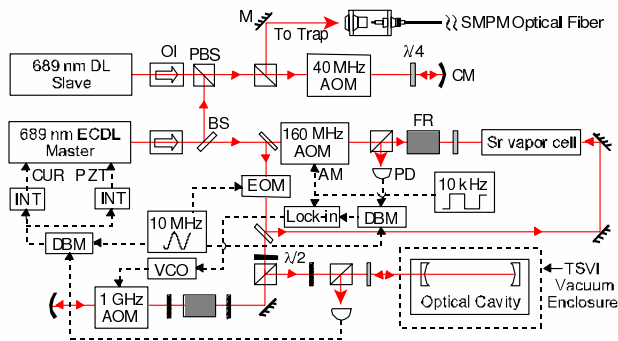 M
To Trap
SMPM Optical Fiber
OI
PBS
λ/4
689 nm DL
Slave
40 MHz
AOM
CM
BS
FR
689 nm ECDL
Master
160 MHz
AOM
Sr vapor cell
CUR PZT
AM
PD
EOM
10 kHz
INT
INT
10 MHz
Lock-in
DBM
DBM
VCO
λ/2
TSVI
Vacuum
Enclosure
1 GHz
AOM
Optical Cavity